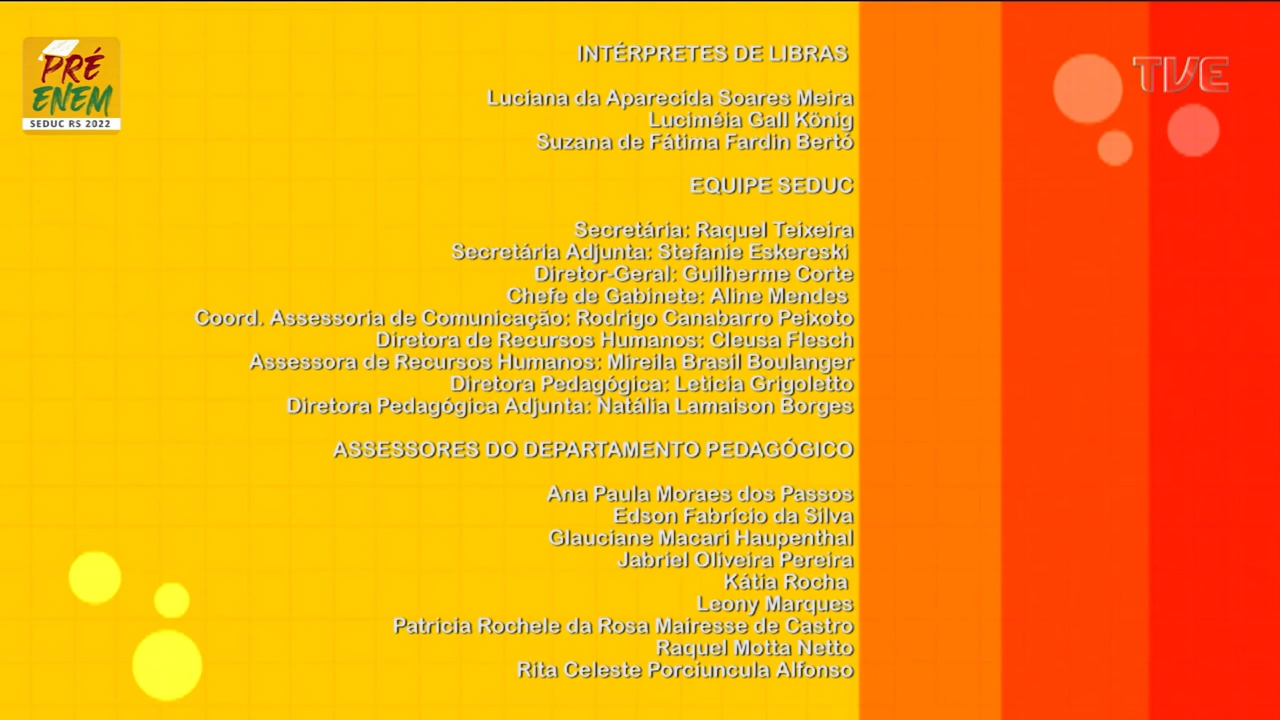 PRÉ
ENEM
SEDUC RS 2022
TVE
INTÉRPRETES DE LIBRAS
Luciana da Aparecida Soares Meira
Luciméia Gall König
Suzana de Fátima Fardin Bertó
EQUIPE SEDUC
Secretária: Raquel Teixeira
Secretária Adjunta: Stefanie Eskereski
Diretor-Geral: Guilherme Corte
Chefe de Gabinete: Aline Mendes
Coord. Assessoria de Comunicação: Rodrigo Canabarro Peixoto
Diretora de Recursos Humanos: Cleusa Flesch
Assessora de Recursos Humanos: Mireila Brasil Boulanger
Diretora Pedagógica: Leticia Grigoletto
Diretora Pedagógica Adjunta: Natália Lamaison Borges
ASSESSORES DO DEPARTAMENTO PEDAGÓGICO
Ana Paula Moraes dos Passos
Edson Fabrício da Silva
Glauciane Macari Haupenthal
Jabriel Oliveira Pereira
Kátia Rocha
Leony Marques
Patricia Rochele da Rosa Mairesse de Castro
Raquel Motta Netto
Rita Celeste Porciuncula Alfonso